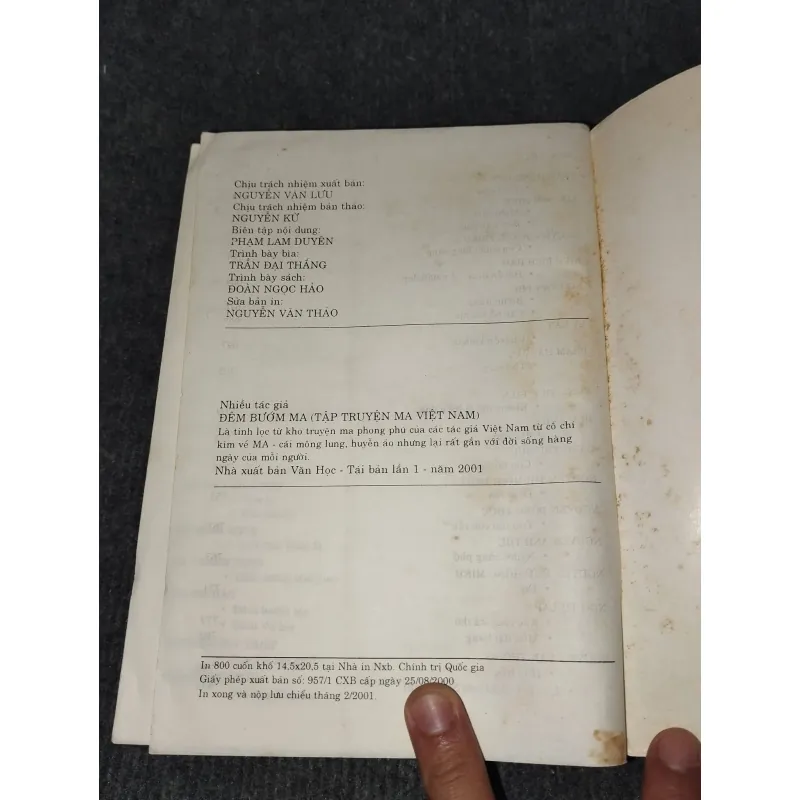 Chịu trách nhiệm xuất bản:
NGUYỄN VĂN LƯU
Chịu trách nhiệm bản thảo:
NGUYỄN KỪ
Biên tập nội dung:
PHẠM LAM DUYÊN
Trình bày bìa:
TRẦN ĐẠI THẮNG
Trình bày sách:
ĐOÀN NGỌC HẢO
Sửa bản in:
NGUYỄN VĂN THẢO
Nhiều tác giả
ĐÊM BƯỚM MA (TẬP TRUYỆN MA VIỆT NAM)
Là tinh lọc từ kho truyện ma phong phú của các tác giả Việt Nam từ cổ chí
kim về MA - cái mông lung, huyền ảo nhưng lại rất gần với đời sống hàng
ngày của mỗi người.
Nhà xuất bản Văn Học - Tái bản lần 1 - năm 2001
In 800 cuốn khổ 14,5x20,5 tại Nhà in Nxb. Chính trị Quốc gia
Giấy phép xuất bản số: 957/1 CXB cấp ngày 25/08/2000
In xong và nộp lưu chiểu tháng 2/2001.